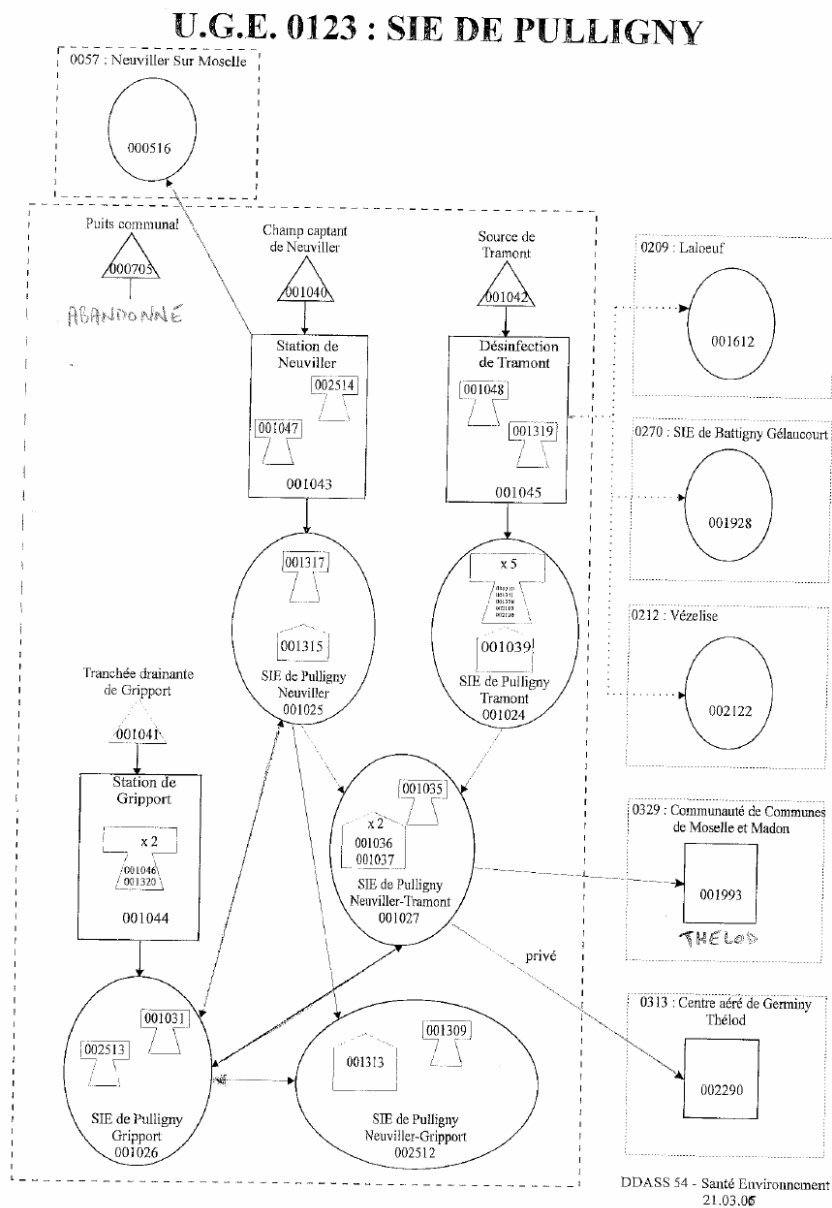 U.G.E. 0123 : SIE DE PULLIGNY
0057 : Neuviller Sur Moselle
000516
Puits communal
000705
ABANDONNÉ
Champ captant
de Neuviller
001040
Source de
Tramont
001042
Station de
Neuviller
002514
001047
001043
Désinfection
de Tramont
001048
001319
001045
0209 : Laloeuf
001612
0270 : SIE de Battigny Gélaucourt
001928
0212 : Vézelise
002122
001317
001315
SIE de Pulligny
Neuviller
001025
x 5
001039
SIE de Pulligny
Tramont
001024
Tranchée drainante
de Gripport
001041
Station de
Gripport
x 2
001046
001320
001044
001035
x 2
001036
001037
SIE de Pulligny
Neuviller-Tramont
001027
0329 : Communauté de Communes
de Moselle et Madon
001993
THELOD
privé
0313 : Centre aéré de Germiny
Thélod
002290
001031
002513
SIE de Pulligny
Gripport
001026
001309
001313
SIE de Pulligny
Neuviller-Gripport
002512
DDASS 54 - Santé Environnement
21.03.06